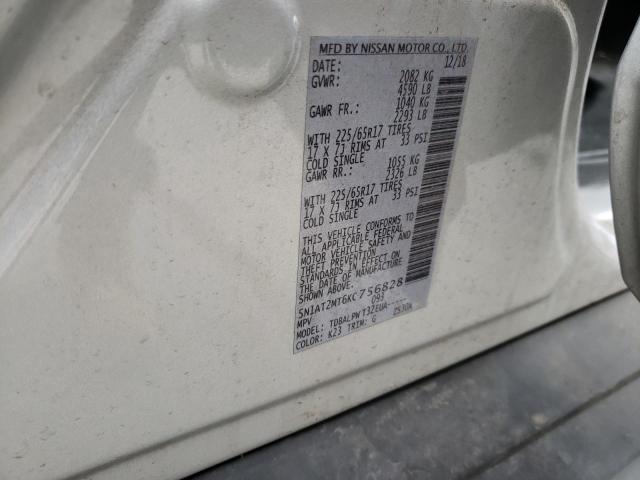 MFD BY NISSAN MOTOR CO., LTD.
DATE: 12/18
GVWR: 2082 KG
4590 LB
GAWR FR.: 1040 KG
2293 LB
WITH 225/65R17 TIRES
17 X 7J RIMS AT 33 PSI
COLD SINGLE
GAWR RR.: 1055 KG
2326 LB
WITH 225/65R17 TIRES
17 X 7J RIMS AT 33 PSI
COLD SINGLE
THIS VEHICLE CONFORMS TO
ALL APPLICABLE FEDERAL
MOTOR VEHICLE SAFETY AND
THEFT PREVENTION
STANDARDS IN EFFECT ON
THE DATE OF MANUFACTURE
SHOWN ABOVE.
5N1AT2MT6KC756828
MPV 093
MODEL: TDBALPWT32EUA-----
COLOR: K23 TRIM: G